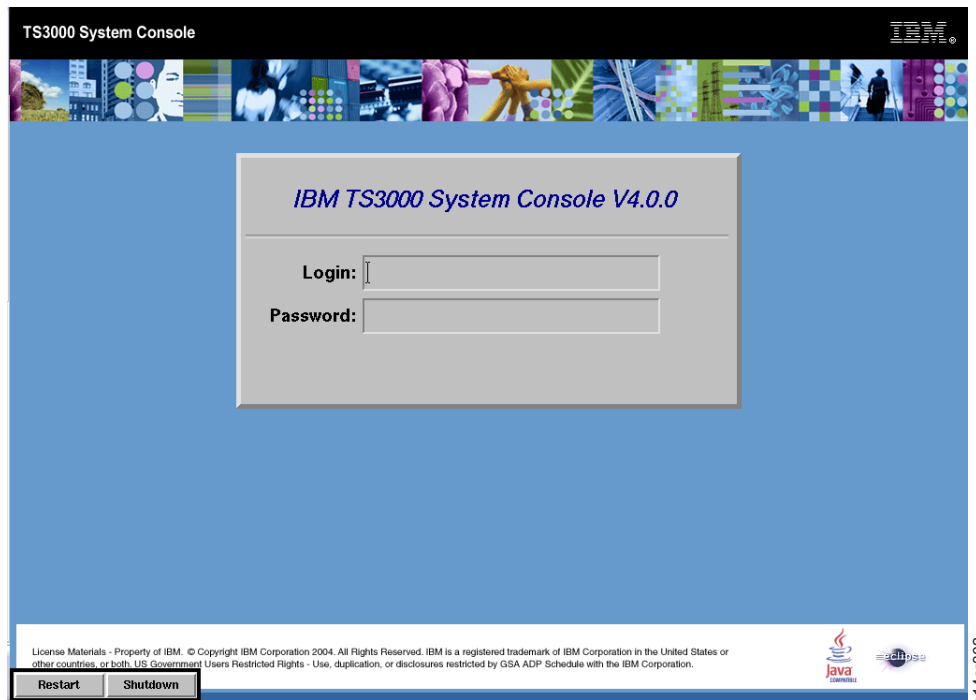 TS3000 System Console
IBM®
IBM TS3000 System Console V4.0.0
Login:
Password:
License Materials - Property of IBM. © Copyright IBM Corporation 2004. All Rights Reserved. IBM is a registered trademark of IBM Corporation in the United States or
other countries, or both. US Government Users Restricted Rights - Use, duplication, or disclosures restricted by GSA ADP Schedule with the IBM Corporation.
Java
COMPATIBLE
eclipse
Restart
Shutdown